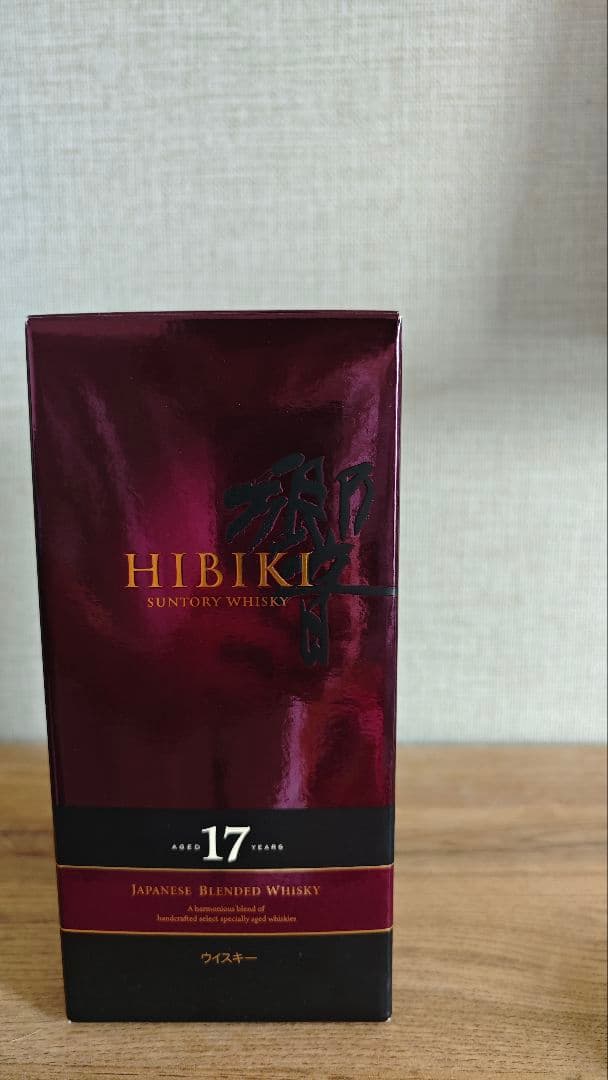 響
HIBIKI
SUNTORY WHISKY
AGED 17 YEARS
JAPANESE BLENDED WHISKY
A harmonious blend of
handcrafted select specially aged whiskies
ウイスキー